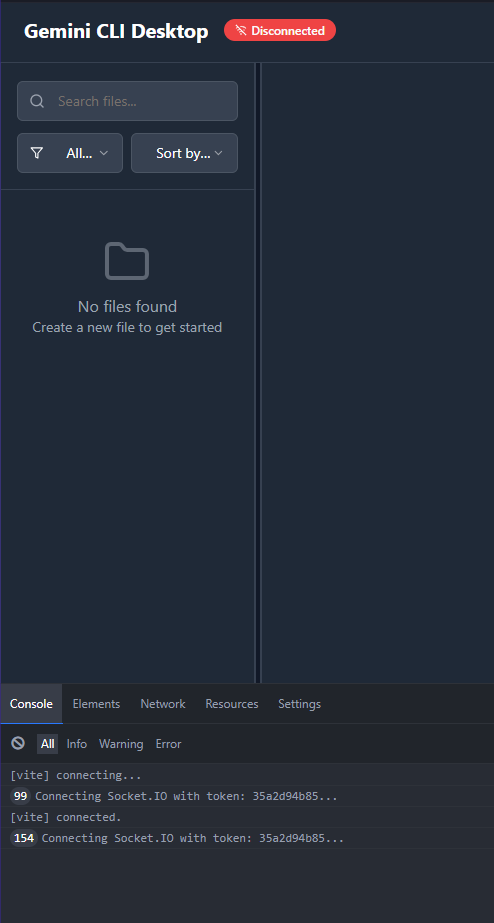 Gemini CLI Desktop Disconnected
Search files...
All... Sort by...
No files found
Create a new file to get started
Console Elements Network Resources Settings
All Info Warning Error
[vite] connecting...
99 Connecting Socket.IO with token: 35a2d94b85...
[vite] connected.
154 Connecting Socket.IO with token: 35a2d94b85...